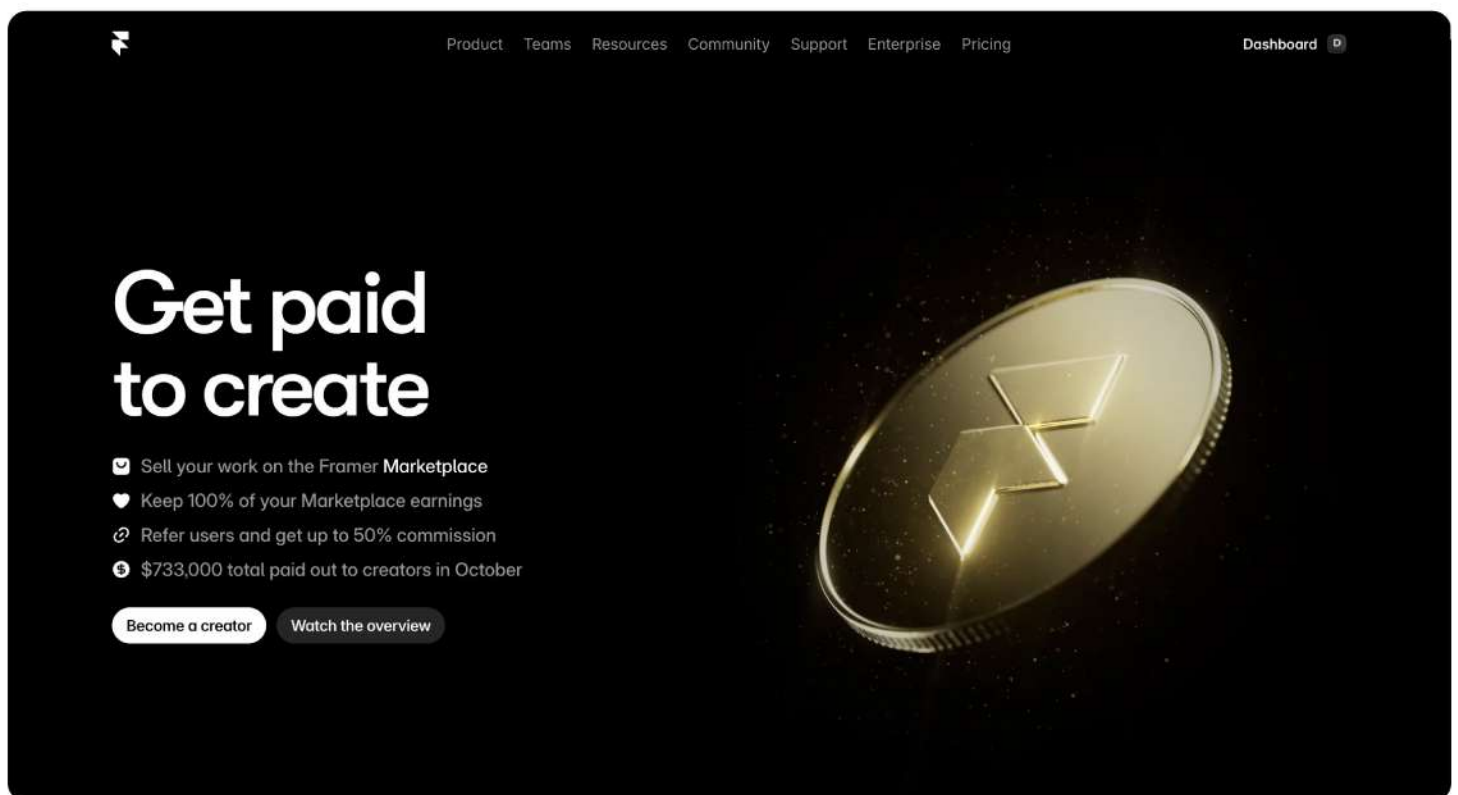 Product Teams Resources Community Support Enterprise Pricing
Dashboard D
Get paid
to create
Sell your work on the Framer Marketplace
Keep 100% of your Marketplace earnings
Refer users and get up to 50% commission
$ $733,000 total paid out to creators in October
Become a creator Watch the overview